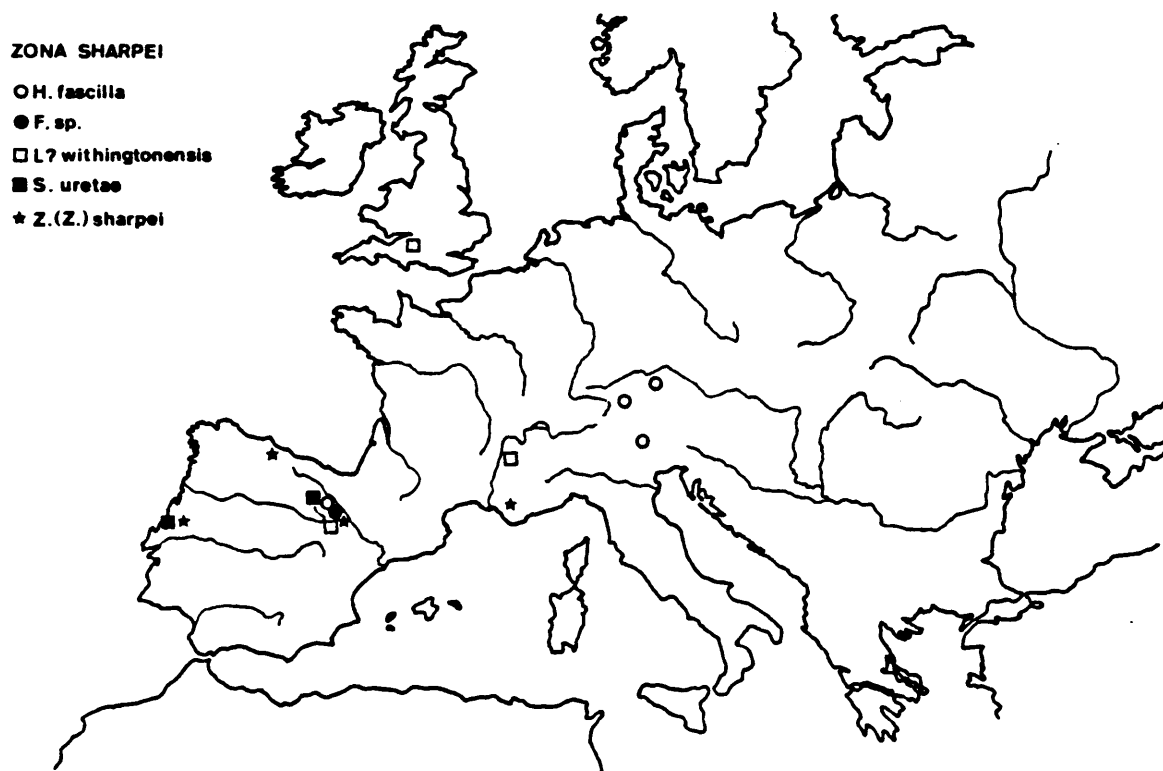 ZONA SHARPEI
○ H. fascilla
● F. sp.
□ L? withingtonensis
■ S. uretae
★ Z.(Z.) sharpei